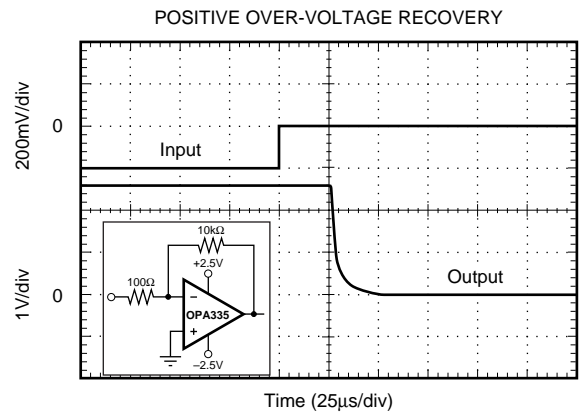 POSITIVE OVER-VOLTAGE RECOVERY
200mV/div
0
Input
1V/div
0
10kΩ
+2.5V
100Ω
–
OPA335
+
–2.5V
Output
Time (25μs/div)